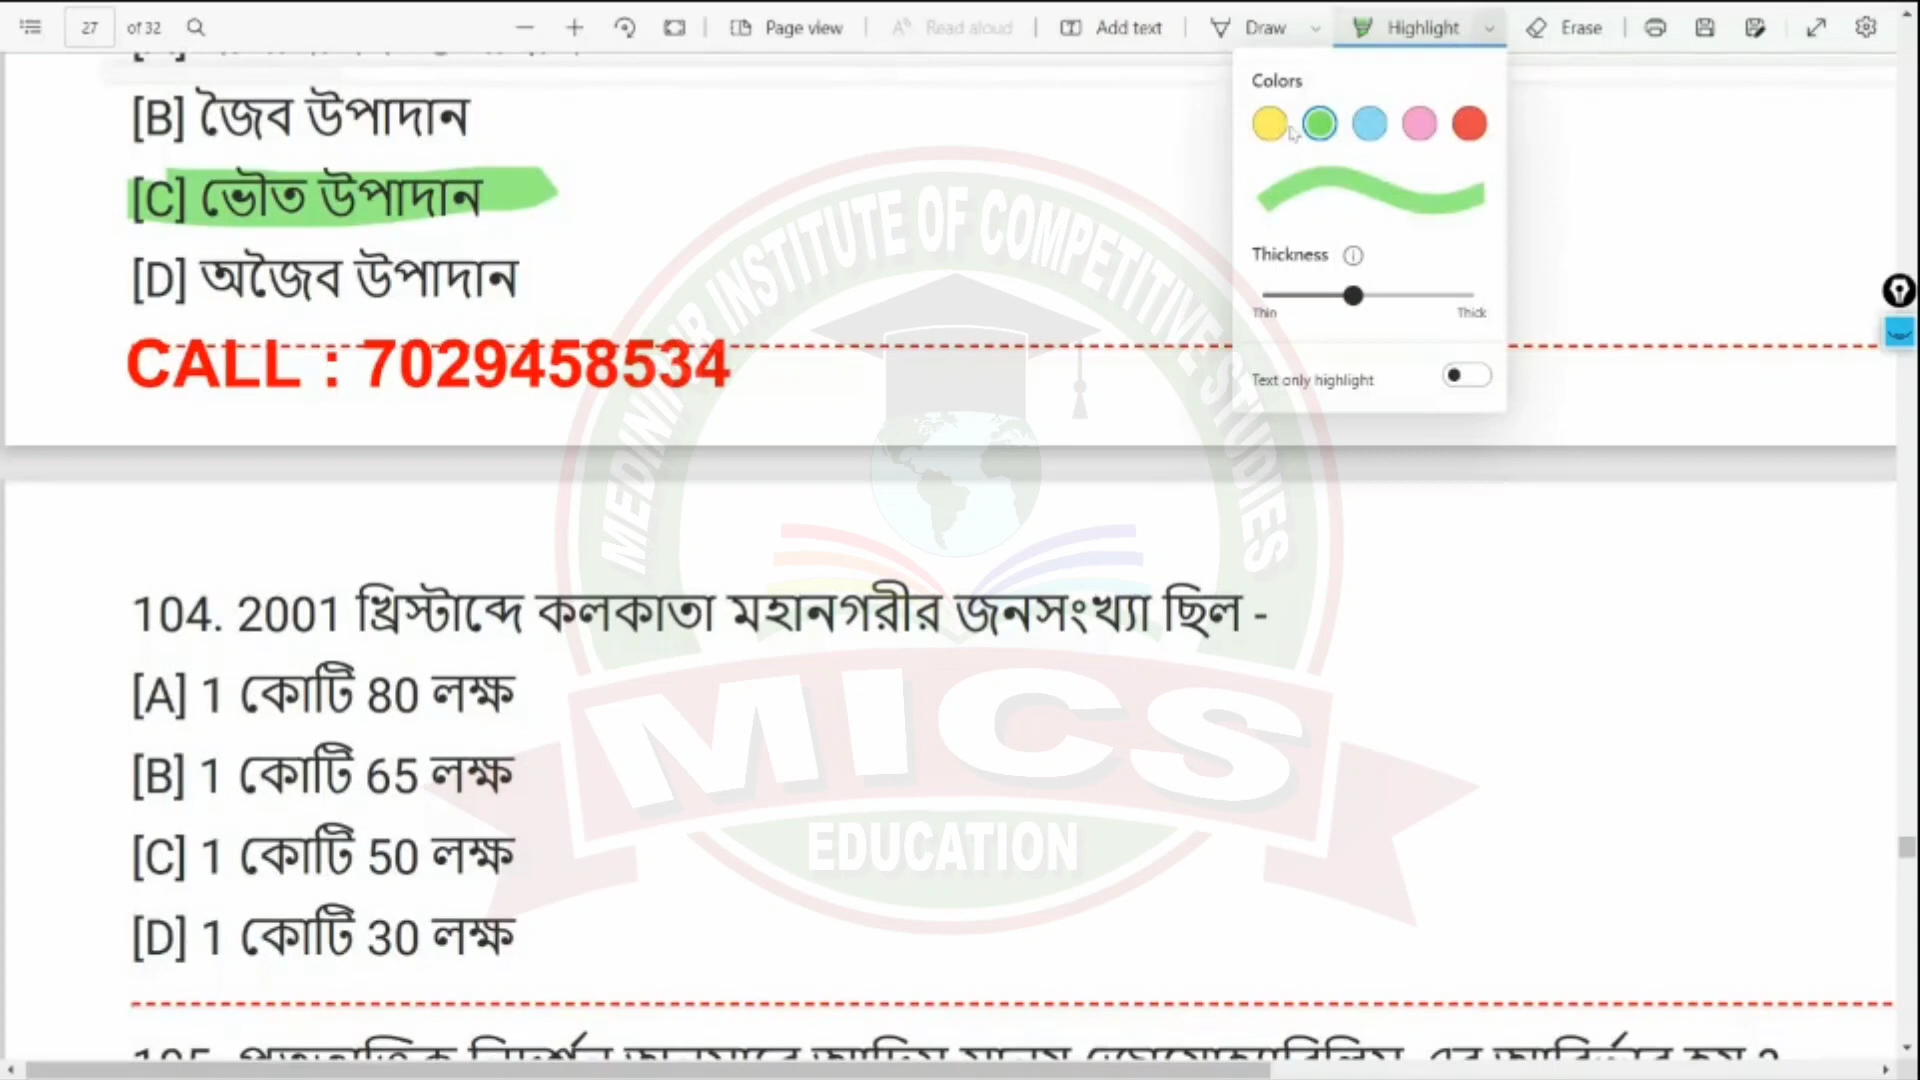 27 of 32 Page view Read aloud Add text Draw Highlight Erase
Colors
Thickness
Thin Thick
Text only highlight
[B] জৈব উপাদান
[C] ভৌত উপাদান
[D] অজৈব উপাদান
CALL : 7029458534
MEDINIPUR INSTITUTE OF COMPETITIVE STUDIES
104. 2001 খ্রিস্টাব্দে কলকাতা মহানগরীর জনসংখ্যা ছিল -
[A] 1 কোটি 80 লক্ষ
[B] 1 কোটি 65 লক্ষ
[C] 1 কোটি 50 লক্ষ
[D] 1 কোটি 30 লক্ষ
MICS
EDUCATION